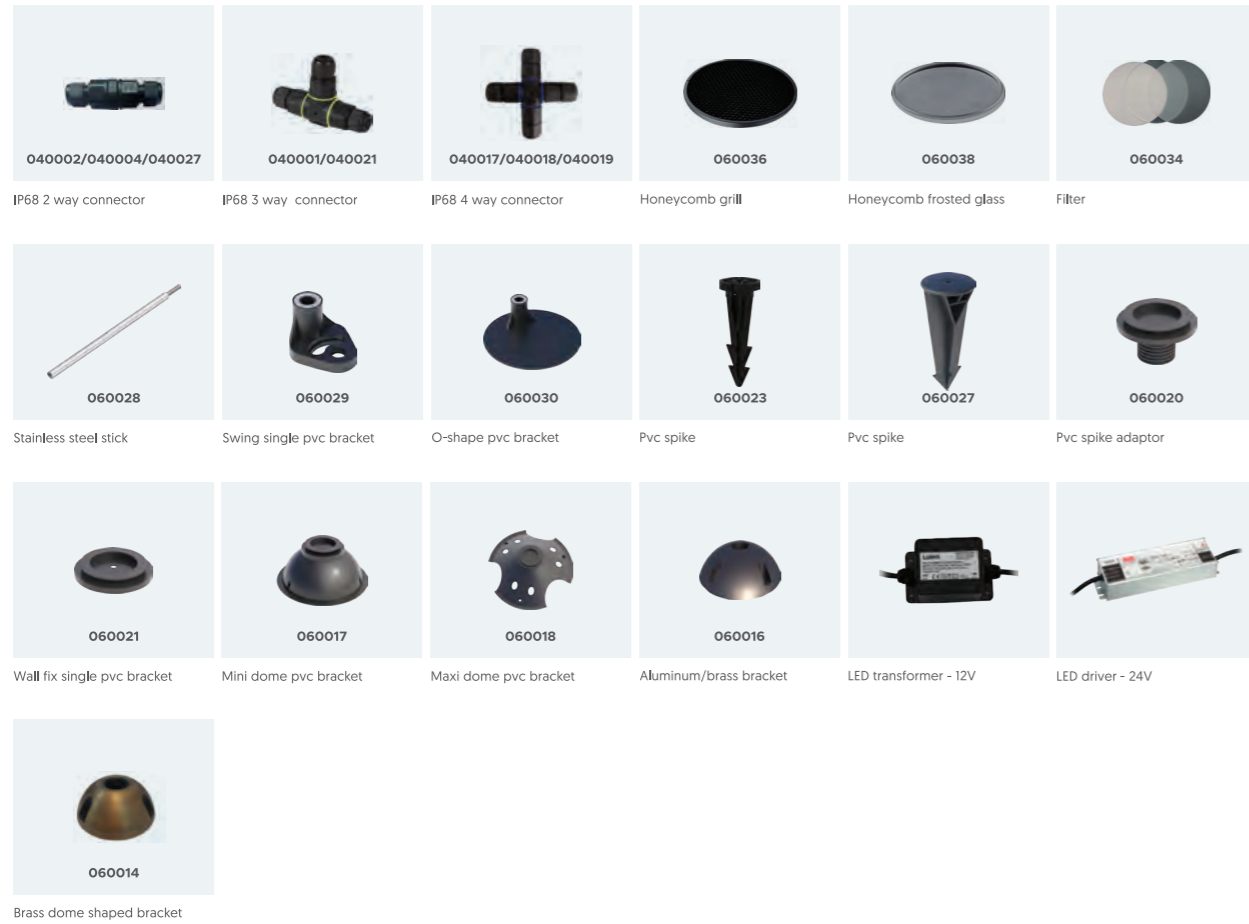 040002/040004/040027
040001/040021
040017/040018/040019
060036
060038
060034
IP68 2 way connector
IP68 3 way connector
IP68 4 way connector
Honeycomb grill
Honeycomb frosted glass
Filter
060028
060029
060030
060023
060027
060020
Stainless steel stick
Swing single pvc bracket
O-shape pvc bracket
Pvc spike
Pvc spike
Pvc spike adaptor
060021
060017
060018
060016
Wall fix single pvc bracket
Mini dome pvc bracket
Maxi dome pvc bracket
Aluminum/brass bracket
LED transformer - 12V
LED driver - 24V
060014
Brass dome shaped bracket